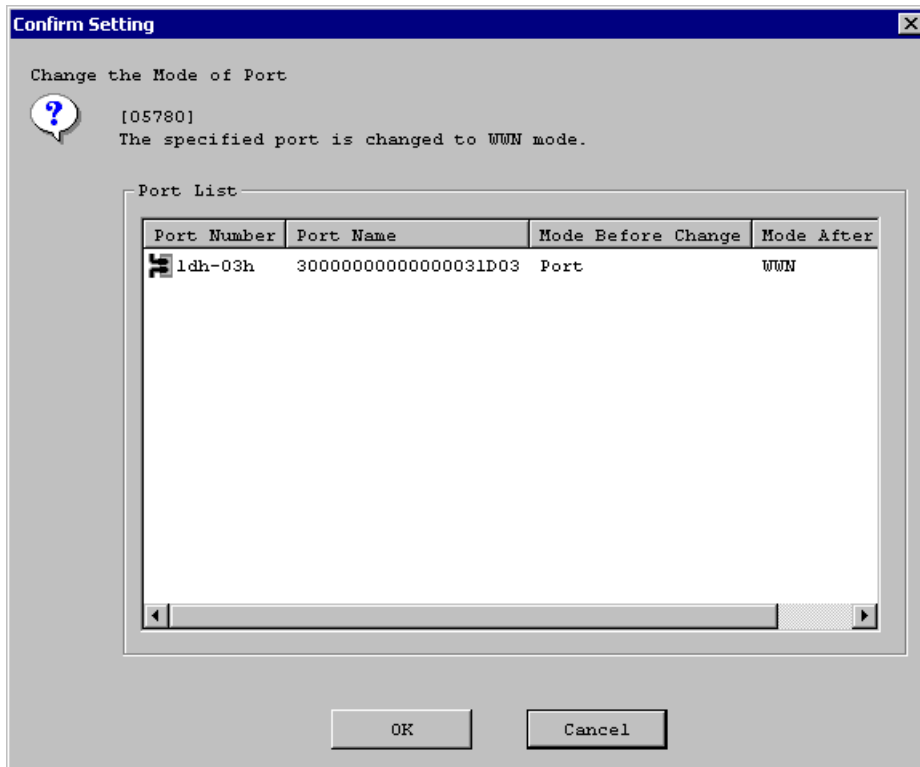 Confirm Setting
Change the Mode of Port
?
[05780]
The specified port is changed to WWN mode.
Port List
Port Number Port Name Mode Before Change Mode After
1dh-03h 30000000000000031D03 Port WWN
OK Cancel